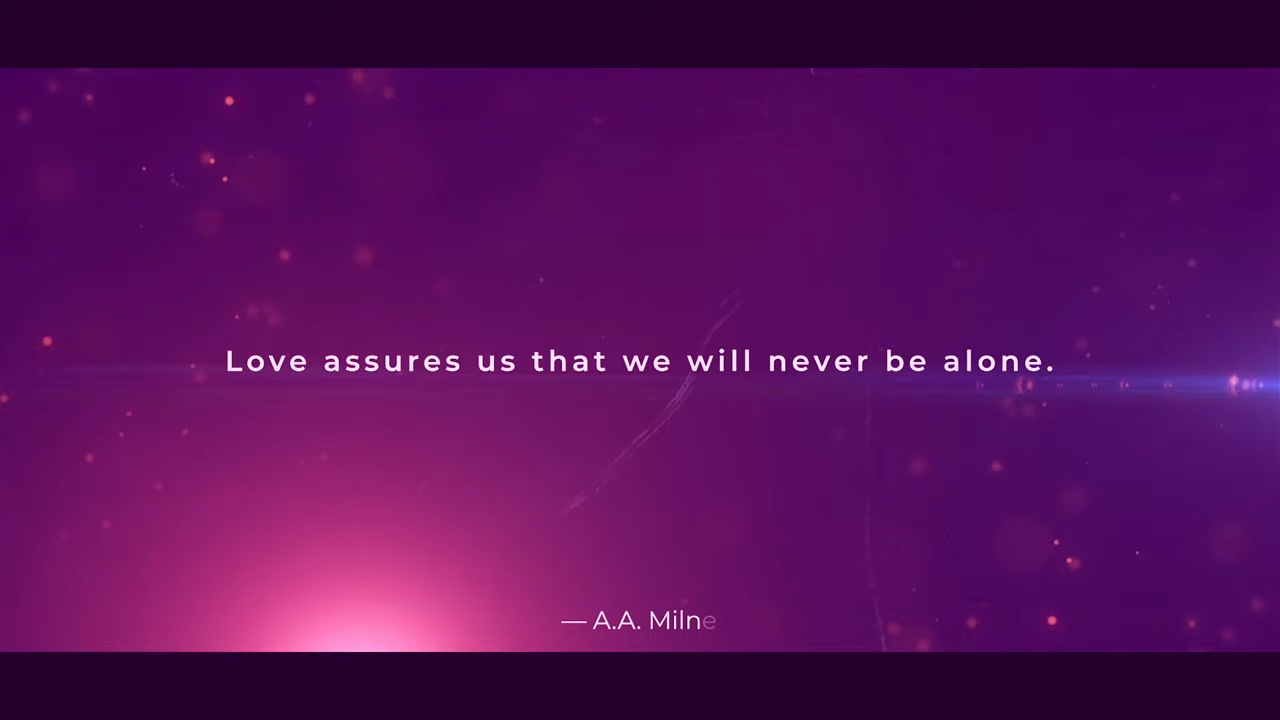 Love assures us that we will never be alone.
— A.A. Milne